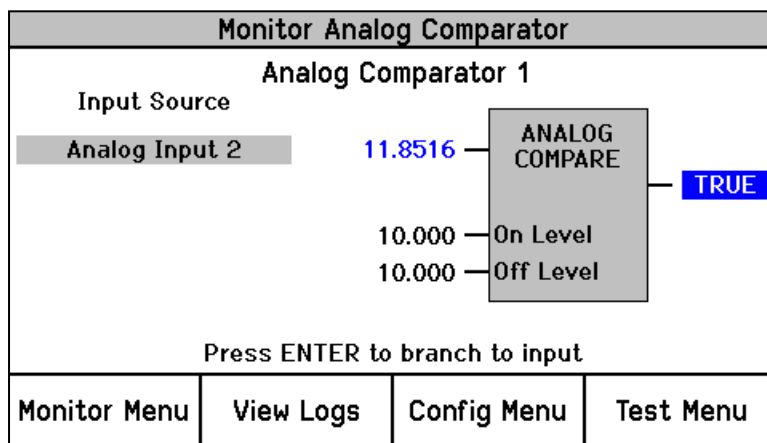 Monitor Analog Comparator
Analog Comparator 1
Input Source
Analog Input 2
11.8516
ANALOG
COMPARE
TRUE
10.000 On Level
10.000 Off Level
Press ENTER to branch to input
Monitor Menu View Logs Config Menu Test Menu